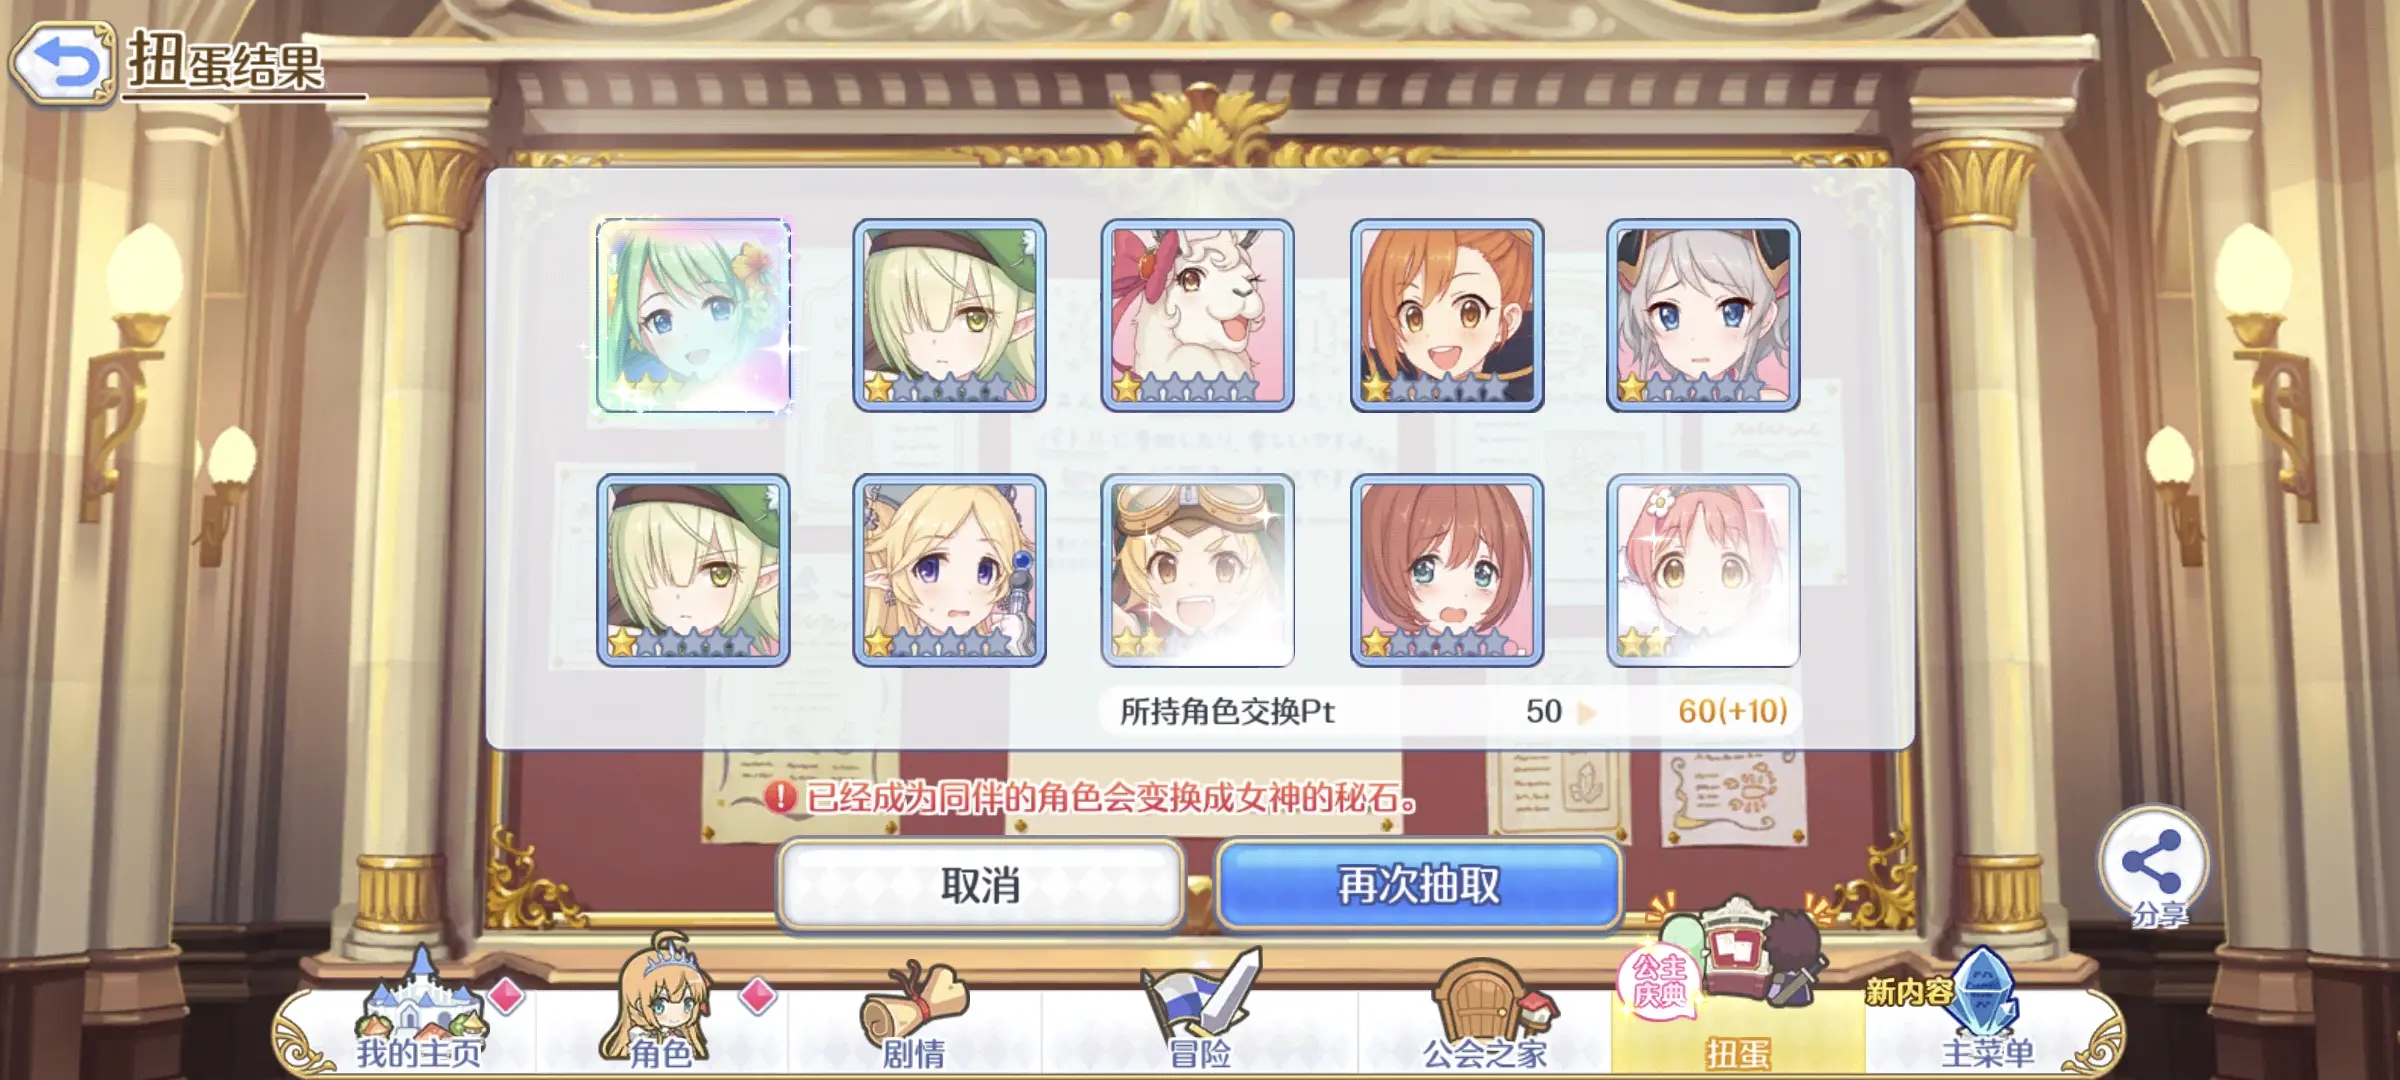 扭蛋结果
所持角色交换Pt 50 60(+10)
已经成为同伴的角色会变换成女神的秘石。
取消
再次抽取
分享
公主
庆典
新内容
我的主页
角色
剧情
冒险
公会之家
扭蛋
主菜单